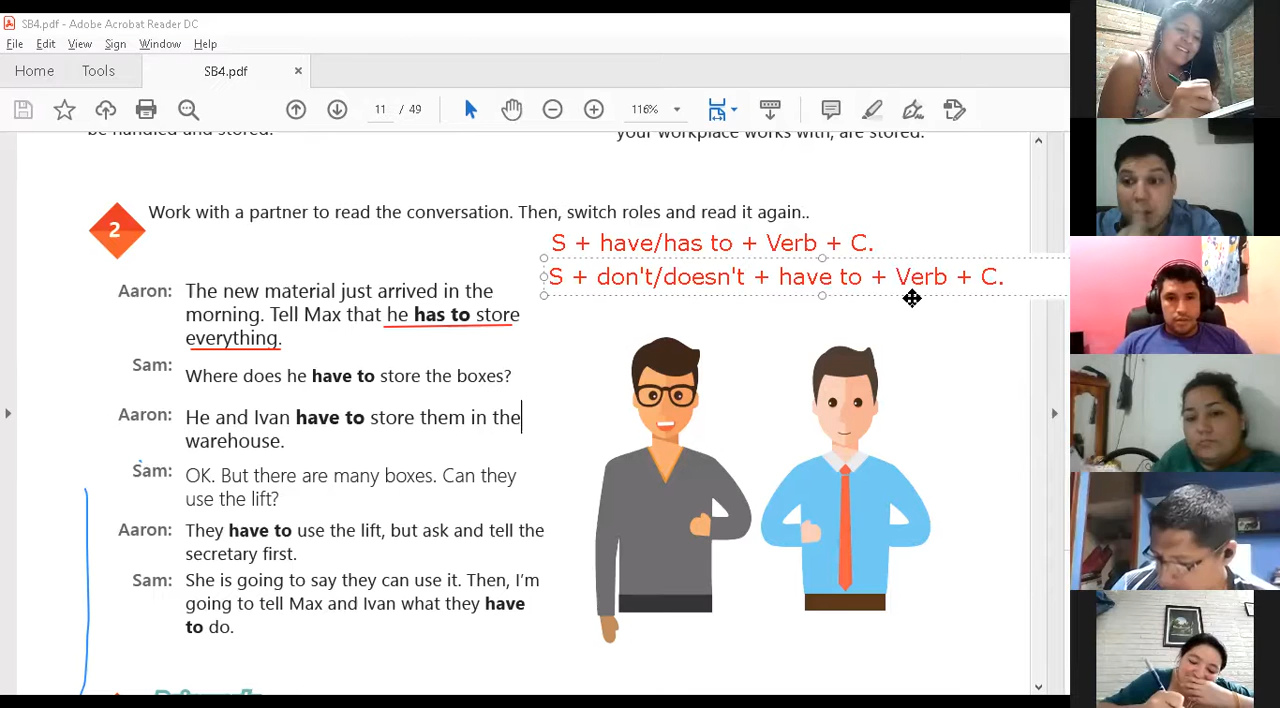 SB4.pdf - Adobe Acrobat Reader DC
File Edit View Sign Window Help
Home Tools SB4.pdf ×
11 / 49 116%
be handled and stored.
your workplace works with, are stored.
2 Work with a partner to read the conversation. Then, switch roles and read it again..
S + have/has to + Verb + C.
S + don't/doesn't + have to + Verb + C.
Aaron: The new material just arrived in the
morning. Tell Max that he has to store
everything.
Sam: Where does he have to store the boxes?
Aaron: He and Ivan have to store them in the
warehouse.
Sam: OK. But there are many boxes. Can they
use the lift?
Aaron: They have to use the lift, but ask and tell the
secretary first.
Sam: She is going to say they can use it. Then, I'm
going to tell Max and Ivan what they have
to do.